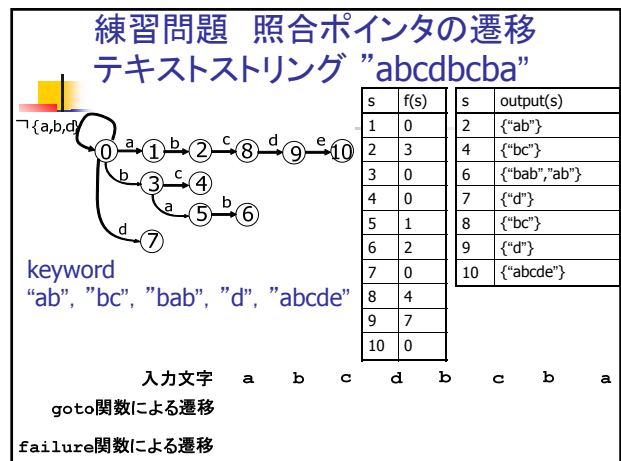 練習問題 照合ポインタの遷移
テキストストリング ”abcdbcba”
s f(s)
1 0
2 3
3 0
4 0
5 1
6 2
7 0
8 4
9 7
10 0
s output(s)
2 {“ab”}
4 {“bc”}
6 {“bab”,”ab”}
7 {“d”}
8 {“bc”}
9 {“d”}
10 {“abcde”}
¬{a,b,d}
0 a 1 b 2 c 8 d 9 e 10
b 3 c 4
a 5 b 6
d 7
keyword
“ab”, ”bc”, ”bab”, ”d”, ”abcde”
入力文字 a b c d b c b a
goto関数による遷移
failure関数による遷移